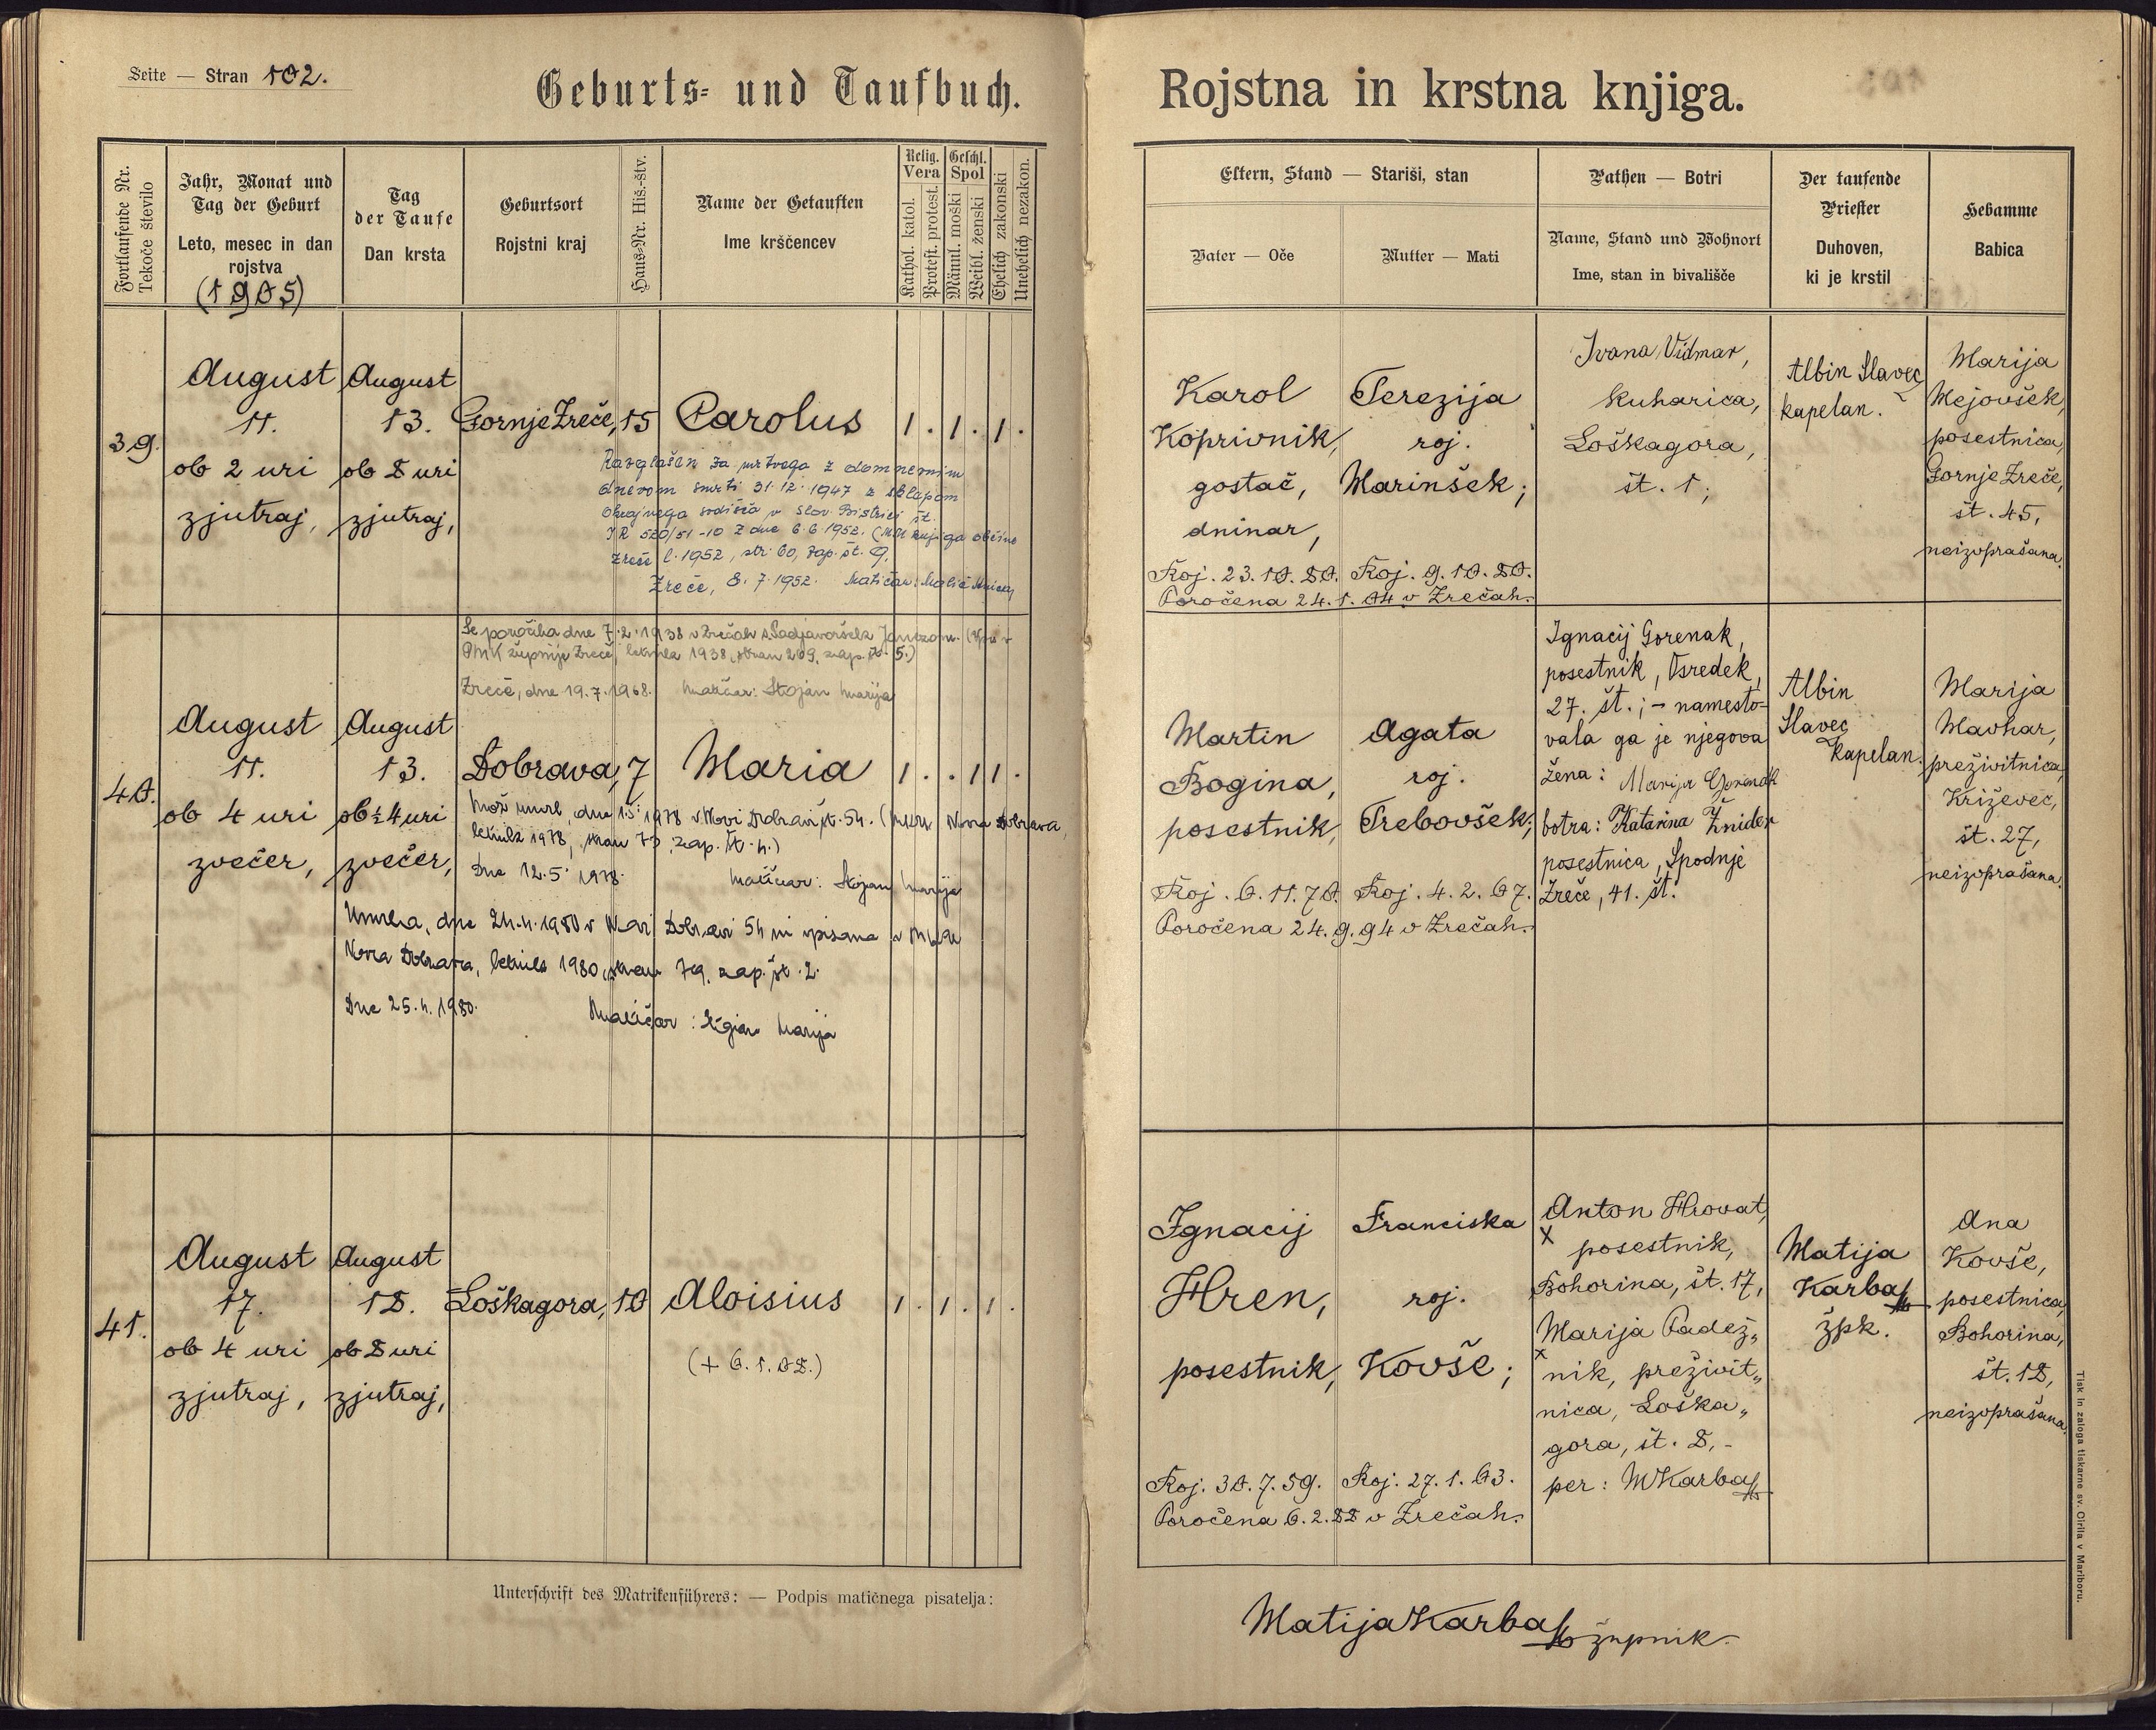 Seite — Stran 102.
Geburts- und Taufbuch.
Fortlaufende Nr.
Tekoče število
Jahr, Monat und
Tag der Geburt
Leto, mesec in dan
rojstva
(1905)
Tag
der Taufe
Dan krsta
Geburtsort
Rojstni kraj
Haus-Nr. Hiš.-štv.
Name der Getauften
Ime krščencev
Relig.
Vera
Kathol. katol.
Protest. protest.
Geschl.
Spol
Männl. moški
Weibl. ženski
Ehelich zakonski
Unehelich nezakon.
39.
August
11.
ob 2 uri
zjutraj,
August
13.
ob 8 uri
zjutraj,
Gornje Zreče,
15
Carolus
1 . 1 . 1 .
Razglašen za mrtvega z domnevnim
dnevom smrti 31.12.1947 z sklepom
Okrajnega sodišča v Slov. Bistrici št.
IR 520/51-10 z dne 6.6.1952. knjiga občine
Zreče l. 1952, str. 60, zap. št. 9.
Zreče, 8.7.1952. Matičar:
Se poročila dne 7.2.1938 v Zrečah s
PMK župnije Zreče, letnik 1938, stran 209, zap. št. 5.)
Zreče, dne 19.7.1968. Matičar: Stojan Marija
40.
August
11.
ob 4 uri
zvečer,
August
13.
ob ½ 4 uri
zvečer,
Dobrava,
7
Maria
1 . . 1 1 .
Mož umrl, dne 1.5.1978 v Novi Dobravi št. 54. ( Nova Dobrava,
letnik 1978, stran 73, zap. št. 4.)
Dne 12.5.1978. Matičar: Stojan Marija
Umrla, dne 24.4.1980 v Novi Dobravi 54 in vpisana v
Nova Dobrava, letnik 1980, stran 79, zap. št. 2.
Dne 25.4.1980.
Matičar: Stojan Marija
41.
August
17.
ob 4 uri
zjutraj,
August
18.
ob 8 uri
zjutraj,
Loškagora,
10
Aloisius
1 . 1 . 1 .
(+ 6.1.08.)
Unterschrift des Matrikenführers: — Podpis matičnega pisatelja:
Rojstna in krstna knjiga.
Eltern, Stand — Stariši, stan
Vater — Oče
Mutter — Mati
Pathen — Botri
Name, Stand und Wohnort
Ime, stan in bivališče
Der taufende
Priester
Duhoven,
ki je krstil
Hebamme
Babica
Karol
Koprivnik,
gostač,
dninar,
Roj. 23.10.80.
Terezija
roj.
Marinšek;
Roj. 9.10.80.
Poročena 24.1.04 v Zrečah.
Ivana Vidmar,
kuharica,
Loškagora,
št. 1;
Albin Slavec,
kapelan.
Marija
Mejovšek,
posestnica,
Gornje Zreče,
št. 45,
neizprašana.
Martin
Bogina,
posestnik,
Roj. 6.11.70.
Agata
roj.
Trebovšek;
Roj. 4.2.67.
Poročena 24.9.94 v Zrečah.
Ignacij Gorenak,
posestnik, Osredek,
27. št.; – namesto-
vala ga je njegova
žena: Marija Gorenak
botra: Katarina Žnider
posestnica, Spodnje
Zreče, 41. št.
Albin
Slavec
kapelan.
Marija
Mavhar,
preživitnica,
Križevec,
št. 27,
neizprašana.
Ignacij
Hren,
posestnik,
Roj. 30.7.59.
Franciska
roj.
Kovše;
Roj. 27.1.63.
Poročena 6.2.88 v Zrečah.
Anton Hrovat,
x posestnik,
Bohorina, št. 17,
Marija Padež„
x nik, preživit„
nica, Loška„
gora, št. 8, -
per: MKarbaš
Matija
Karbaš
žpk.
Ana
Kovše,
posestnica,
Bohorina,
št. 18,
neizprašana.
Matija Karbaš župnik.
Tisk in zaloga tiskarne sv. Cirila v Mariboru.